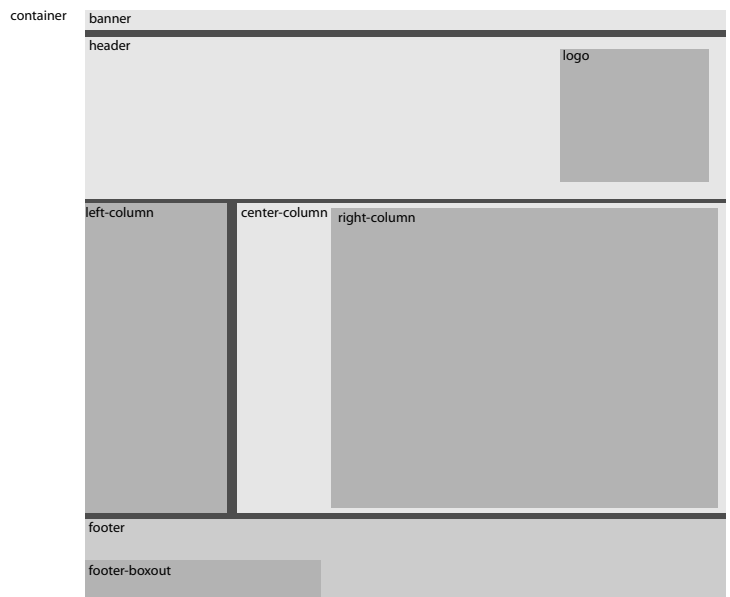 container
banner
header
logo
left-column
center-column
right-column
footer
footer-boxout